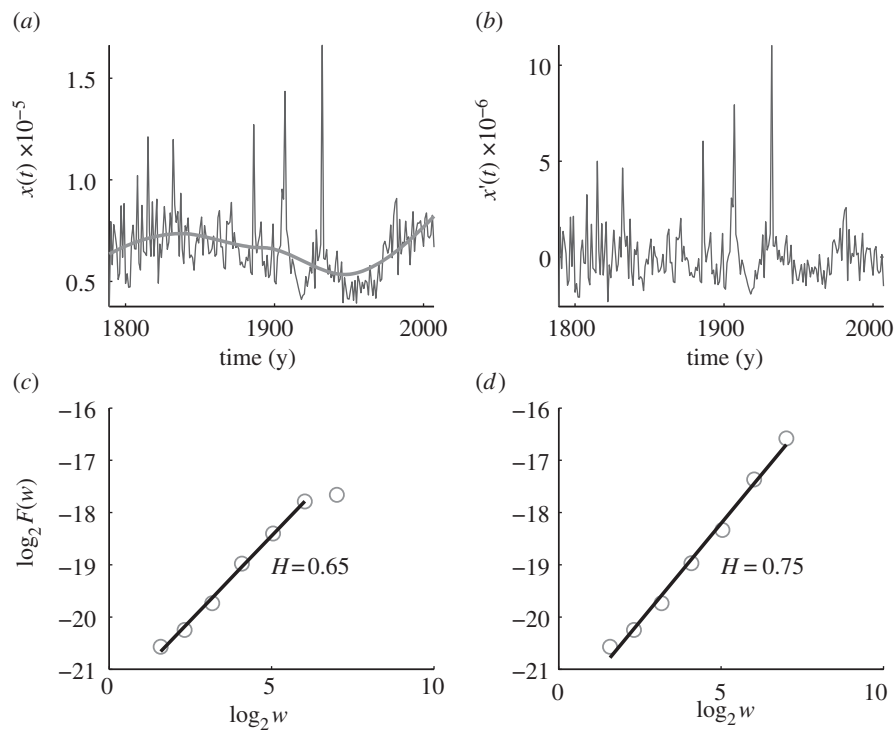 (a)
x(t) ×10⁻⁵
1.5
1.0
0.5
1800 1900 2000
time (y)
(b)
x'(t) ×10⁻⁶
10
5
0
1800 1900 2000
time (y)
(c)
log₂ F(w)
−16
−17
−18
−19
−20
−21
H=0.65
0 5 10
log₂ w
(d)
−16
−17
−18
−19
−20
−21
H=0.75
0 5 10
log₂ w